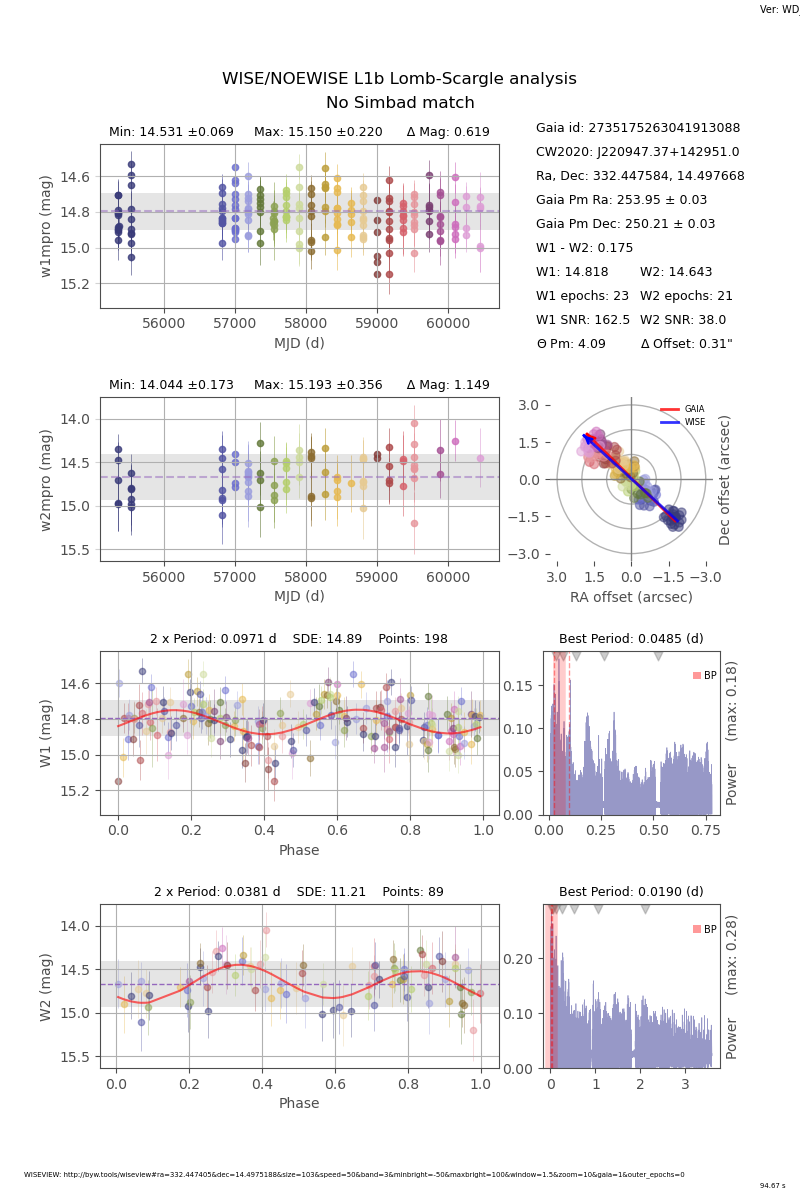 Ver: WD_
WISE/NOEWISE L1b Lomb-Scargle analysis
No Simbad match
Min: 14.531 ±0.069 Max: 15.150 ±0.220 Δ Mag: 0.619
w1mpro (mag)
14.6
14.8
15.0
15.2
56000 57000 58000 59000 60000
MJD (d)
Gaia id: 2735175263041913088
CW2020: J220947.37+142951.0
Ra, Dec: 332.447584, 14.497668
Gaia Pm Ra: 253.95 ± 0.03
Gaia Pm Dec: 250.21 ± 0.03
W1 - W2: 0.175
W1: 14.818 W2: 14.643
W1 epochs: 23 W2 epochs: 21
W1 SNR: 162.5 W2 SNR: 38.0
Θ Pm: 4.09 Δ Offset: 0.31"
Min: 14.044 ±0.173 Max: 15.193 ±0.356 Δ Mag: 1.149
w2mpro (mag)
14.0
14.5
15.0
15.5
56000 57000 58000 59000 60000
MJD (d)
GAIA
WISE
3.0
1.5
0.0
−1.5
−3.0
3.0 1.5 0.0 −1.5 −3.0
RA offset (arcsec)
Dec offset (arcsec)
2 x Period: 0.0971 d SDE: 14.89 Points: 198
W1 (mag)
14.6
14.8
15.0
15.2
0.0 0.2 0.4 0.6 0.8 1.0
Phase
Best Period: 0.0485 (d)
BP
0.15
0.10
0.05
0.00
0.00 0.25 0.50 0.75
Power (max: 0.18)
2 x Period: 0.0381 d SDE: 11.21 Points: 89
W2 (mag)
14.0
14.5
15.0
15.5
0.0 0.2 0.4 0.6 0.8 1.0
Phase
Best Period: 0.0190 (d)
BP
0.20
0.10
0.00
0 1 2 3
Power (max: 0.28)
WISEVIEW: http://byw.tools/wiseview#ra=332.447405&dec=14.4975188&size=103&speed=50&band=3&minbright=-50&maxbright=100&window=1.5&zoom=10&gaia=1&outer_epochs=0
94.67 s